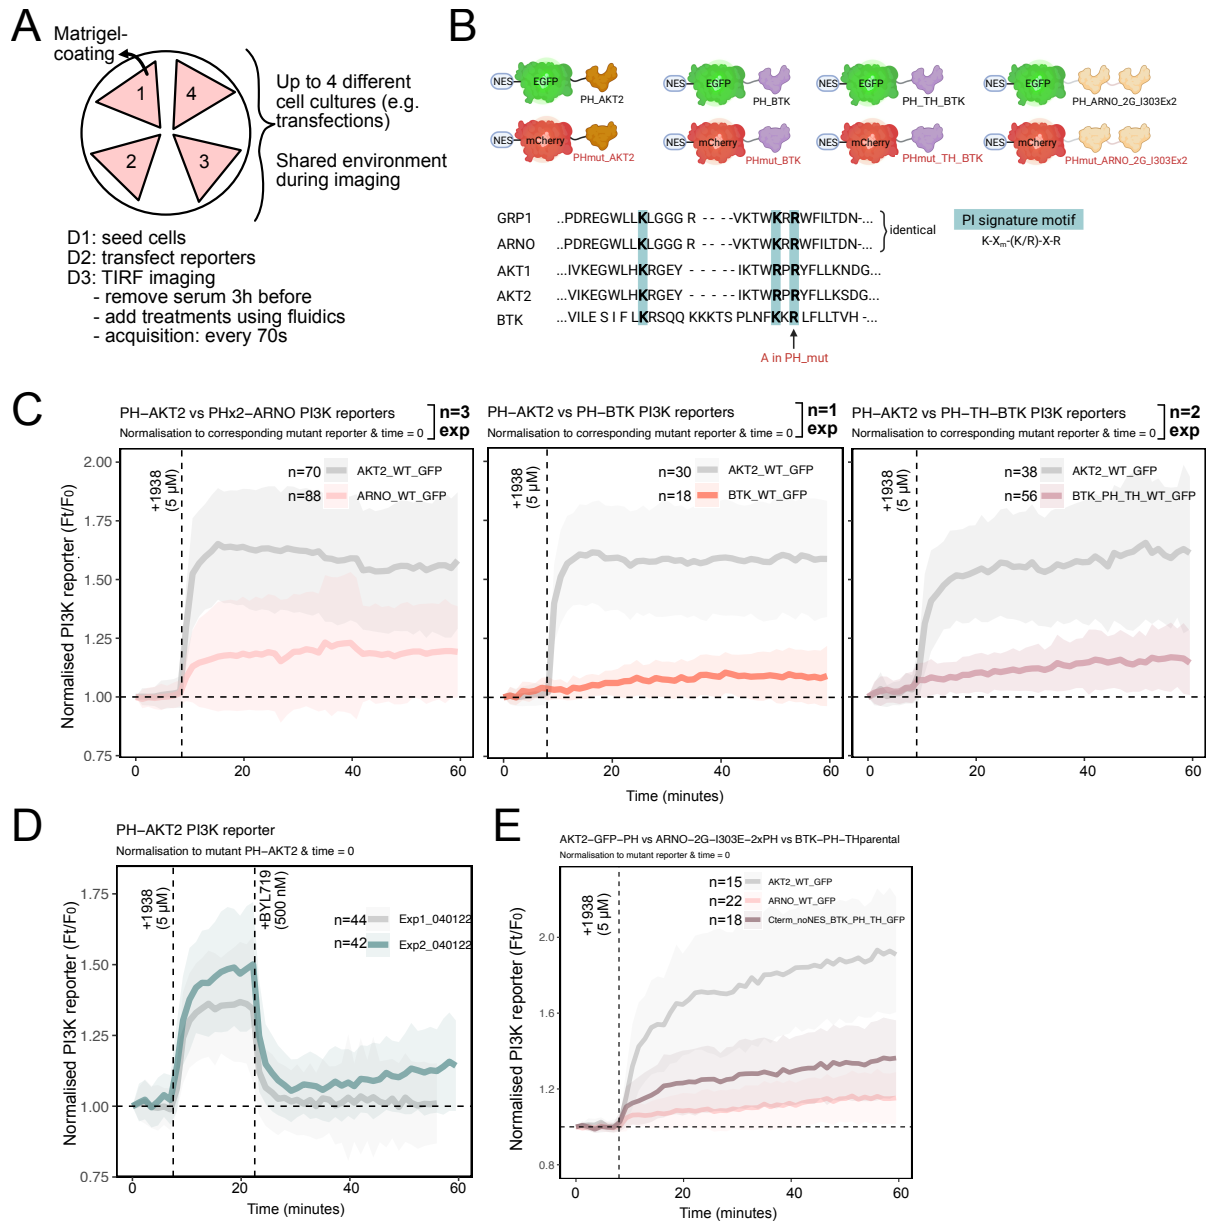 A
Matrigel-
coating
1
4
2
3
Up to 4 different
cell cultures (e.g.
transfections)
Shared environment
during imaging
D1: seed cells
D2: transfect reporters
D3: TIRF imaging
- remove serum 3h before
- add treatments using fluidics
- acquisition: every 70s
B
NES EGFP PH_AKT2
NES EGFP PH_BTK
NES EGFP PH_TH_BTK
NES EGFP PH_ARNO_2G_I303Ex2
NES mCherry PHmut_AKT2
NES mCherry PHmut_BTK
NES mCherry PHmut_TH_BTK
NES mCherry PHmut_ARNO_2G_I303Ex2
GRP1 ..PDREGWLLKLGGG R - - - -VKTWKRRWFILTDN-...
ARNO ..PDREGWLLKLGGG R - - - -VKTWKRRWFILTDN-...
AKT1 ...IVKEGWLHKRGEY - - - - - -IKTWRPRYFLLKNDG...
AKT2 ...VIKEGWLHKRGEY - - - - - -IKTWRPRYFLLKSDG...
BTK ...VILE S I F LKRSQQ KKKTS PLNFKKRLFLLTVH -...
identical
PI signature motif
K-Xm-(K/R)-X-R
A in PH_mut
C
PH−AKT2 vs PHx2−ARNO PI3K reporters
Normalisation to corresponding mutant reporter & time = 0
n=3
exp
+1938
(5 µM)
n=70 AKT2_WT_GFP
n=88 ARNO_WT_GFP
Normalised PI3K reporter (Ft/F0)
2.00
1.75
1.50
1.25
1.00
0.75
0 20 40 60
PH−AKT2 vs PH−BTK PI3K reporters
Normalisation to corresponding mutant reporter & time = 0
n=1
exp
+1938
(5 µM)
n=30 AKT2_WT_GFP
n=18 BTK_WT_GFP
0 20 40 60
Time (minutes)
PH−AKT2 vs PH−TH−BTK PI3K reporters
Normalisation to corresponding mutant reporter & time = 0
n=2
exp
+1938
(5 µM)
n=38 AKT2_WT_GFP
n=56 BTK_PH_TH_WT_GFP
0 20 40 60
D
PH−AKT2 PI3K reporter
Normalisation to mutant PH−AKT2 & time = 0
+1938
(5 µM)
+BYL719
(500 nM)
n=44 Exp1_040122
n=42 Exp2_040122
Normalised PI3K reporter (Ft/F0)
1.75
1.50
1.25
1.00
0.75
0 20 40 60
Time (minutes)
E
AKT2−GFP−PH vs ARNO−2G−I303E−2xPH vs BTK−PH−THparental
Normalisation to mutant reporter & time = 0
+1938
(5 µM)
n=15 AKT2_WT_GFP
n=22 ARNO_WT_GFP
n=18 Cterm_noNES_BTK_PH_TH_GFP
Normalised PI3K reporter (Ft/F0)
2.0
1.6
1.2
0.8
0 20 40 60
Time (minutes)